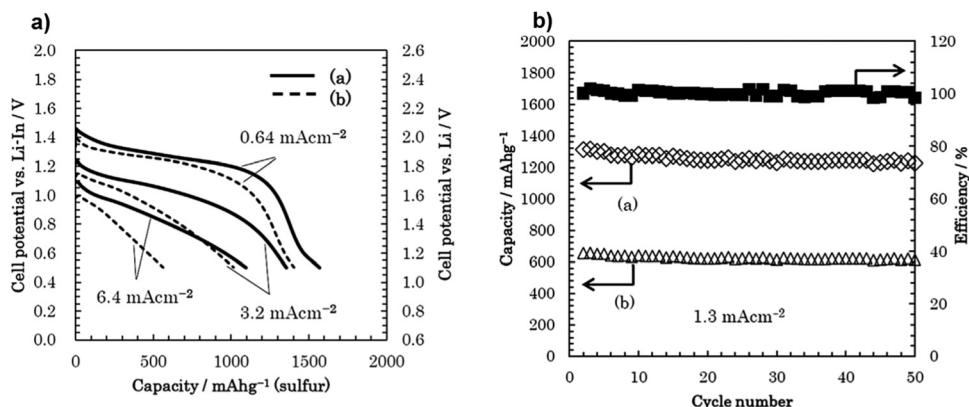 a)
2.0
1.8
1.6
1.4
1.2
1.0
0.8
0.6
0.4
0.2
0.0
Cell potential vs. Li-In / V
2.6
2.4
2.2
2.0
1.8
1.6
1.4
1.2
1.0
0.8
0.6
Cell potential vs. Li / V
(a)
(b)
0.64 mAcm⁻²
6.4 mAcm⁻²
3.2 mAcm⁻²
0 500 1000 1500 2000
Capacity / mAhg⁻¹ (sulfur)
b)
2000
1800
1600
1400
1200
1000
800
600
400
200
0
Capacity / mAhg⁻¹
120
100
80
60
40
20
0
Efficiency / %
(a)
(b)
1.3 mAcm⁻²
0 10 20 30 40 50
Cycle number